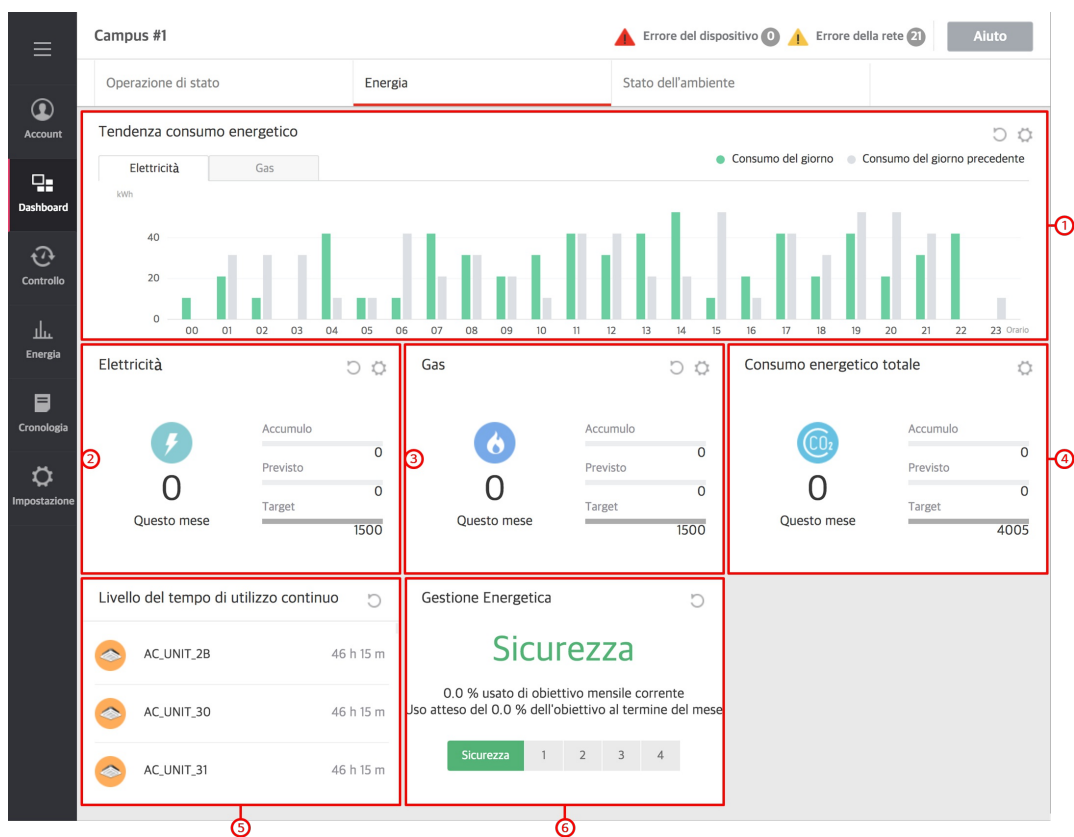 Campus #1
Errore del dispositivo 0 Errore della rete 21 Aiuto
Operazione di stato Energia Stato dell'ambiente
Account
Dashboard
Controllo
Energia
Cronologia
Impostazione
Tendenza consumo energetico
Elettricità Gas
Consumo del giorno Consumo del giorno precedente
kWh
40
20
0
00 01 02 03 04 05 06 07 08 09 10 11 12 13 14 15 16 17 18 19 20 21 22 23 Orario
1
Elettricità
Accumulo
0
Previsto
0
Target
1500
0
Questo mese
2
Gas
Accumulo
0
Previsto
0
Target
1500
0
Questo mese
3
Consumo energetico totale
CO2
Accumulo
0
Previsto
0
Target
4005
0
Questo mese
4
Livello del tempo di utilizzo continuo
AC_UNIT_2B 46 h 15 m
AC_UNIT_30 46 h 15 m
AC_UNIT_31 46 h 15 m
5
Gestione Energetica
Sicurezza
0.0 % usato di obiettivo mensile corrente
Uso atteso del 0.0 % dell'obiettivo al termine del mese
Sicurezza 1 2 3 4
6